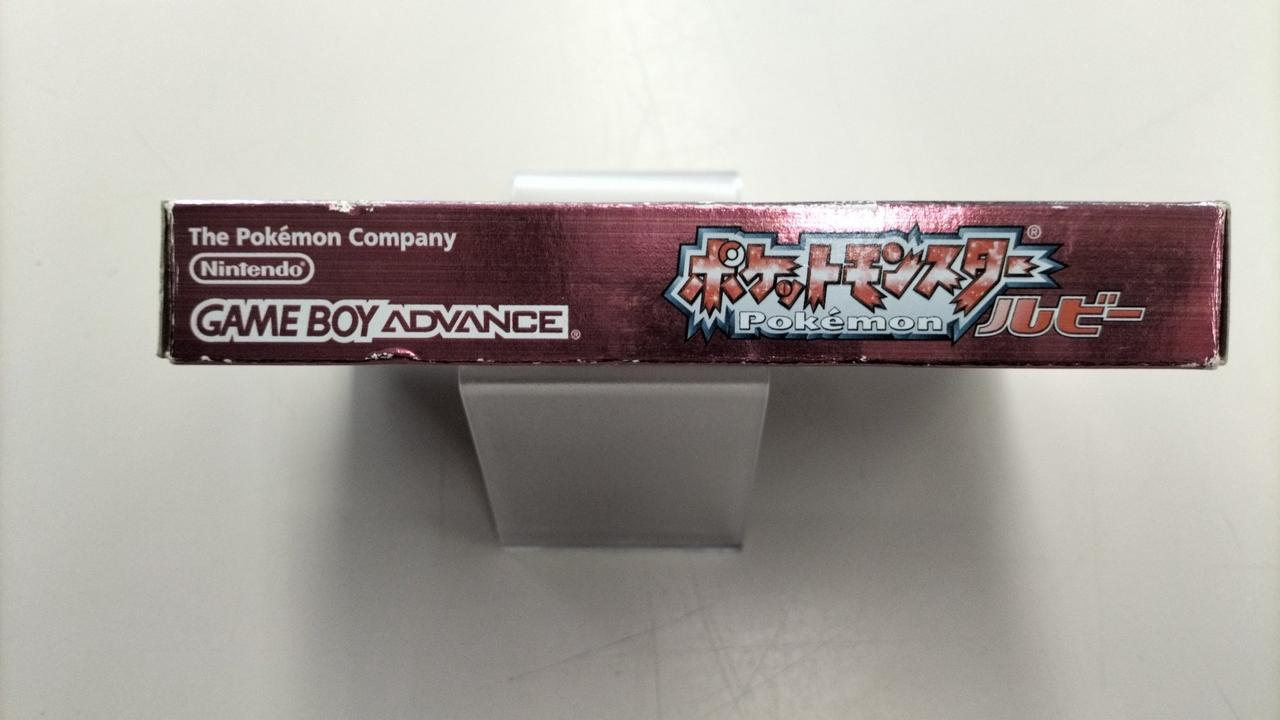 The Pokémon Company
Nintendo®
GAME BOY ADVANCE®
ポケットモンスター®
Pokémon
ルビー